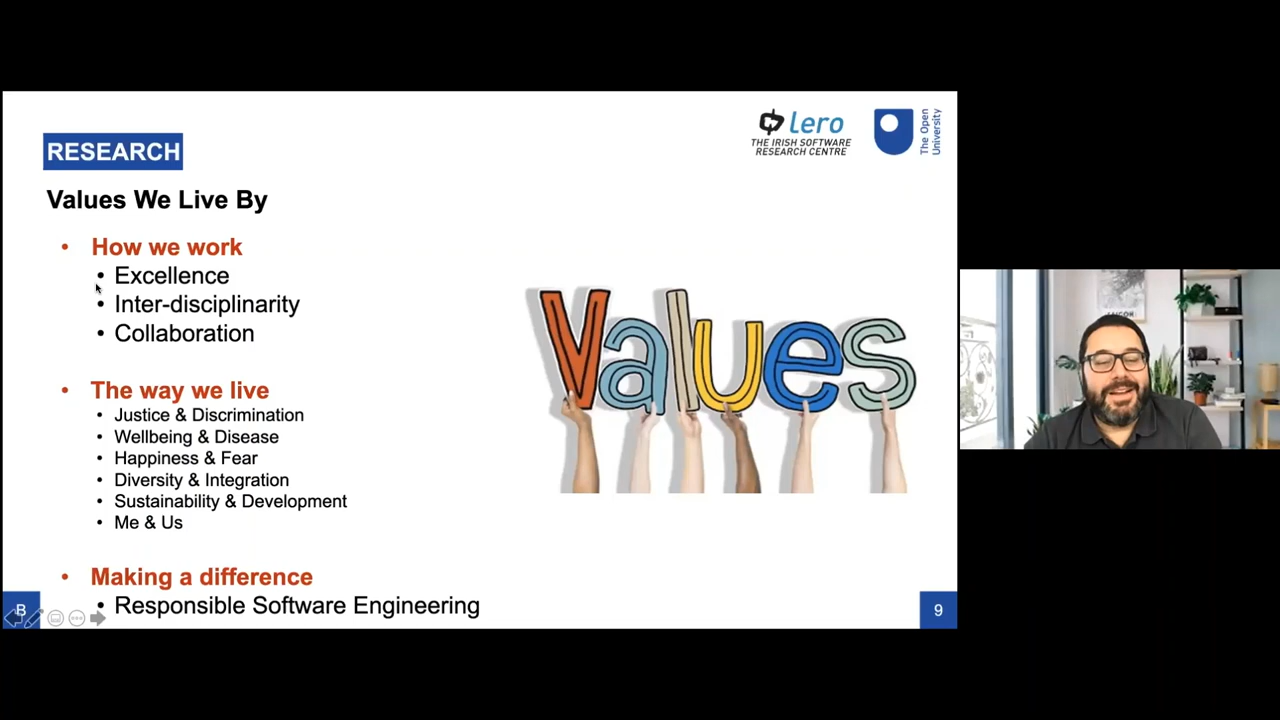 RESEARCH
lero
THE IRISH SOFTWARE
RESEARCH CENTRE
The Open
University
Values We Live By
• How we work
• Excellence
• Inter-disciplinarity
• Collaboration
• The way we live
• Justice & Discrimination
• Wellbeing & Disease
• Happiness & Fear
• Diversity & Integration
• Sustainability & Development
• Me & Us
• Making a difference
• Responsible Software Engineering
Values
B
9